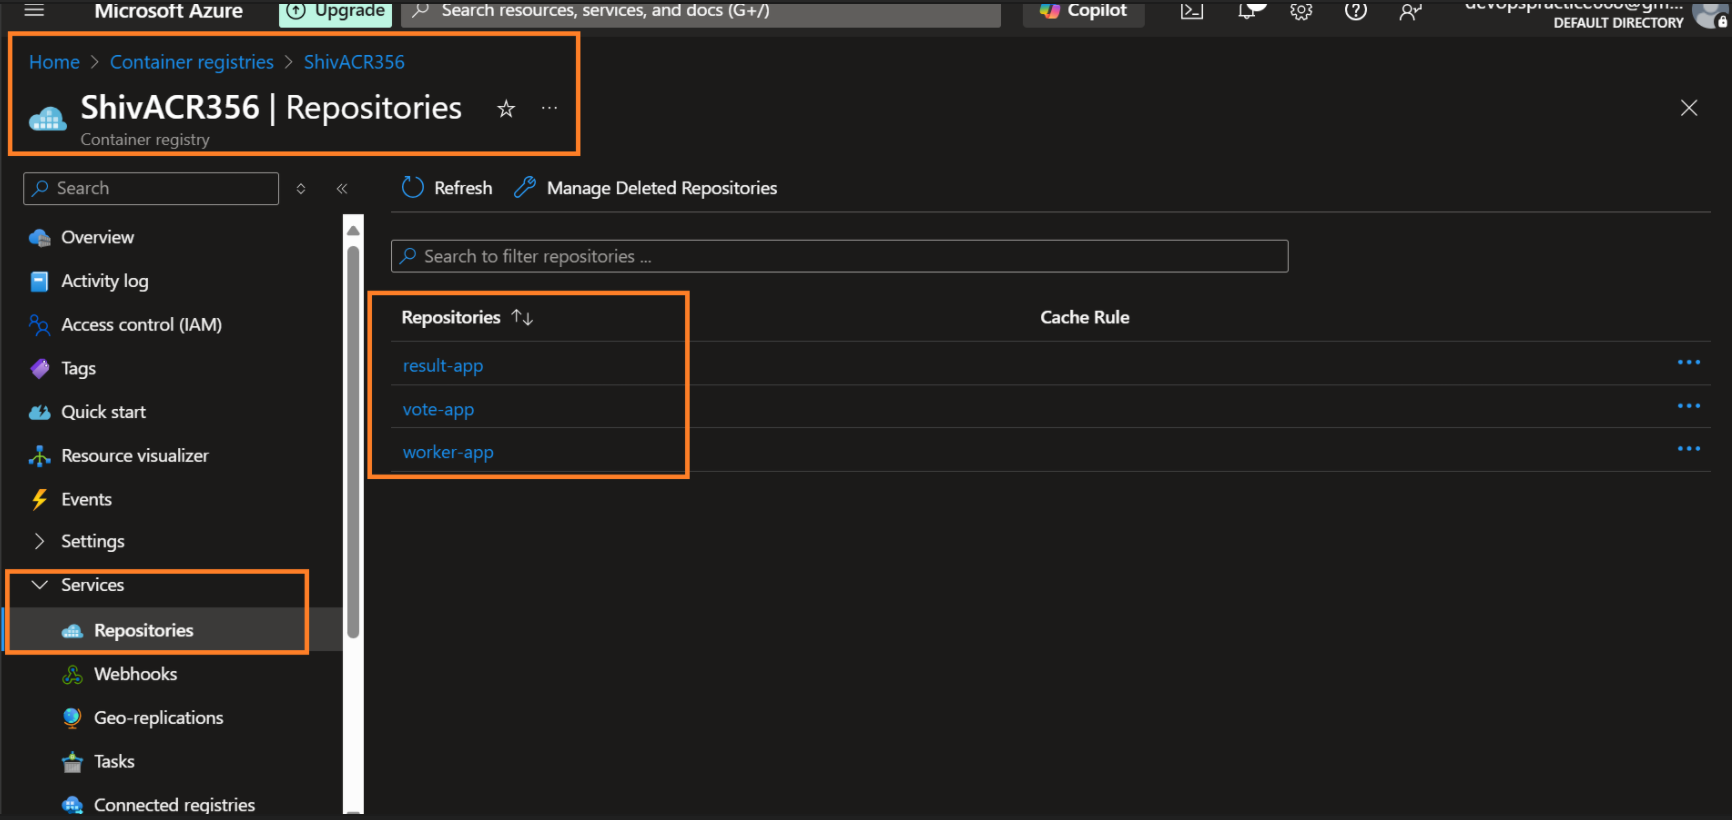 Microsoft Azure
Upgrade
Search resources, services, and docs (G+/)
Copilot
DEFAULT DIRECTORY
Home > Container registries > ShivACR356
ShivACR356 | Repositories
Container registry
Search
Refresh
Manage Deleted Repositories
Overview
Activity log
Access control (IAM)
Tags
Quick start
Resource visualizer
Events
Settings
Services
Repositories
Webhooks
Geo-replications
Tasks
Connected registries
Search to filter repositories ...
Repositories
Cache Rule
result-app
vote-app
worker-app